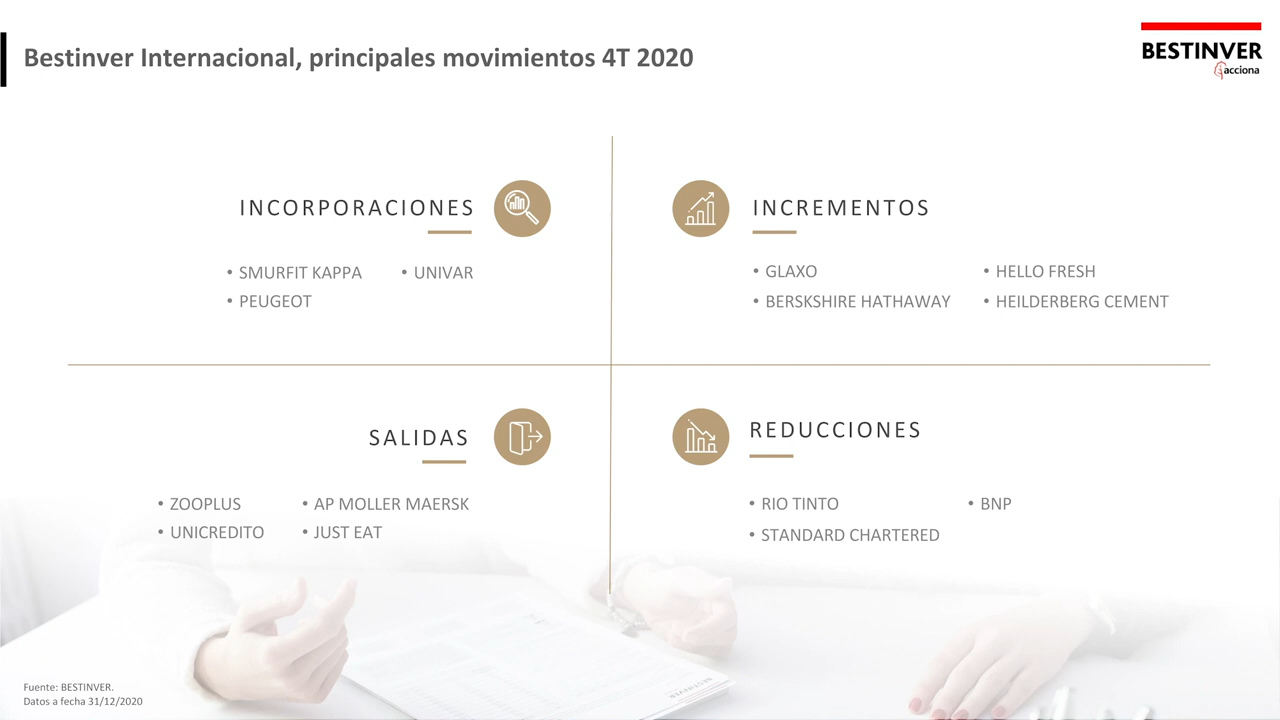 Bestinver Internacional, principales movimientos 4T 2020
BESTINVER
acciona
INCORPORACIONES
• SMURFIT KAPPA
• UNIVAR
• PEUGEOT
INCREMENTOS
• GLAXO
• HELLO FRESH
• BERSKSHIRE HATHAWAY
• HEILDERBERG CEMENT
SALIDAS
• ZOOPLUS
• AP MOLLER MAERSK
• UNICREDITO
• JUST EAT
REDUCCIONES
• RIO TINTO
• BNP
• STANDARD CHARTERED
BESTINVER
Fuente: BESTINVER.
Datos a fecha 31/12/2020